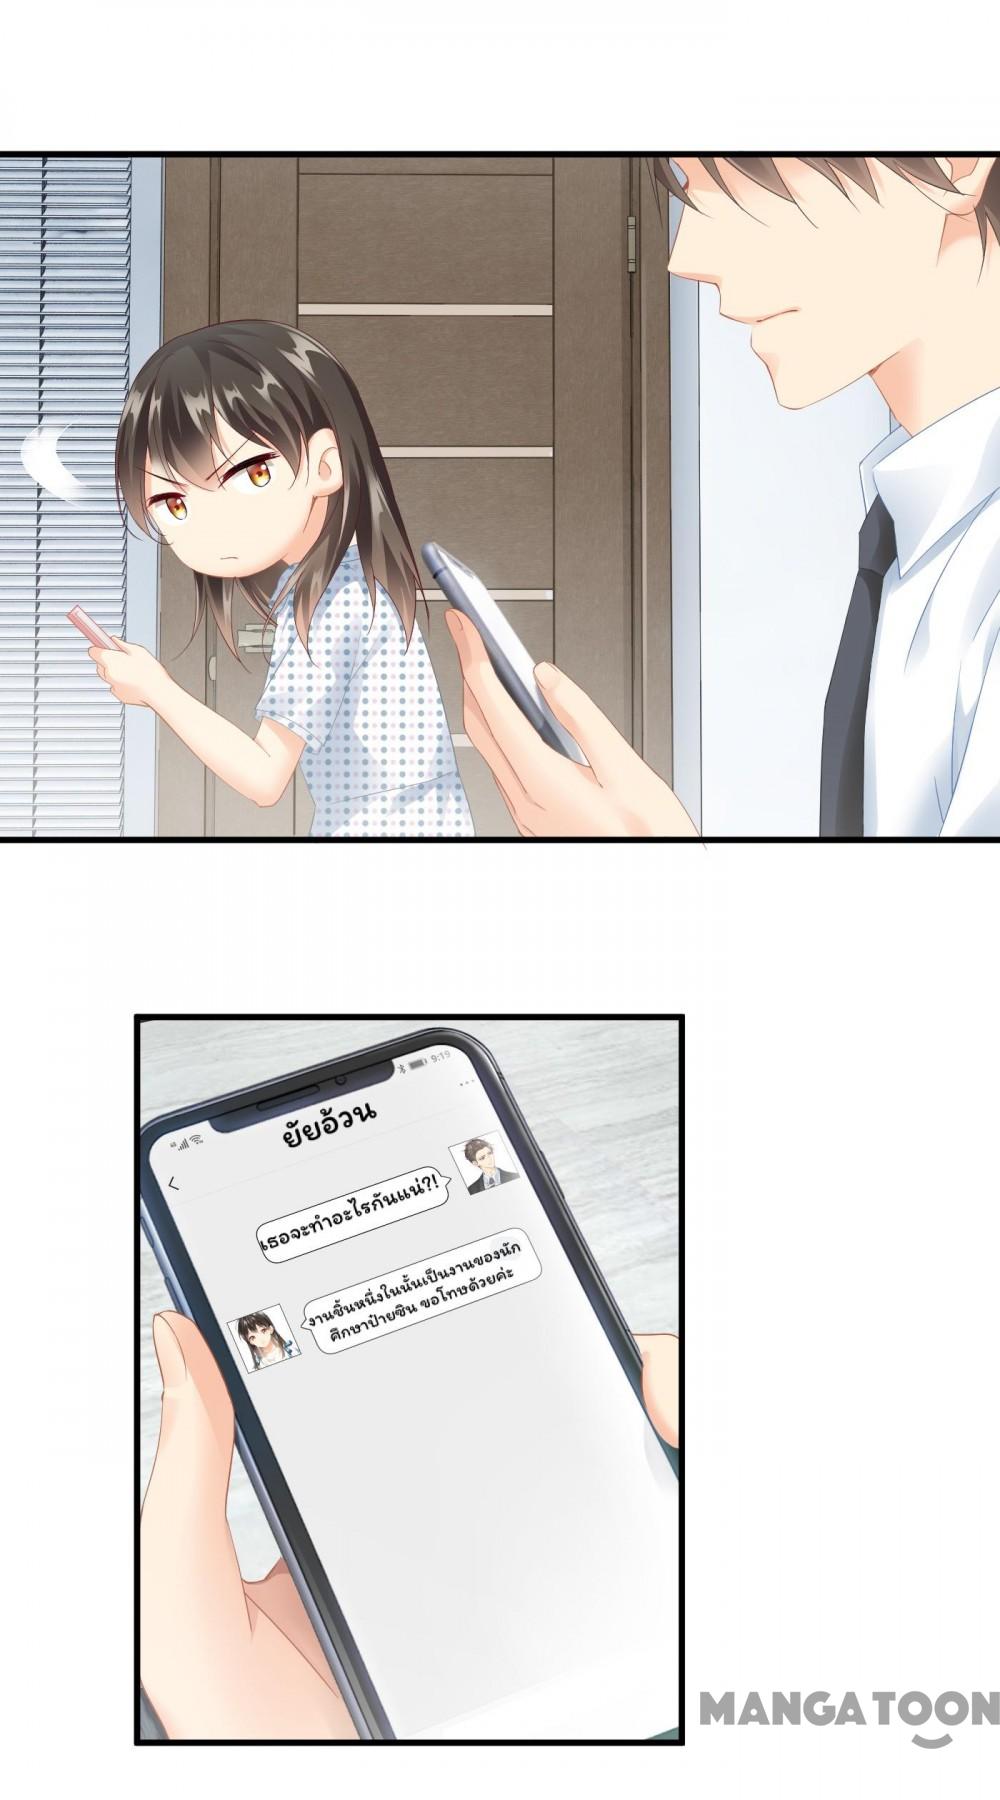 9:19
ยัยอ้วน
เธอจะทำอะไรกันแน่?!
งานชิ้นหนึ่งในนั้นเป็นงานของนัก
ศึกษาป๋ายซิน ขอโทษด้วยค่ะ
MANGATOON